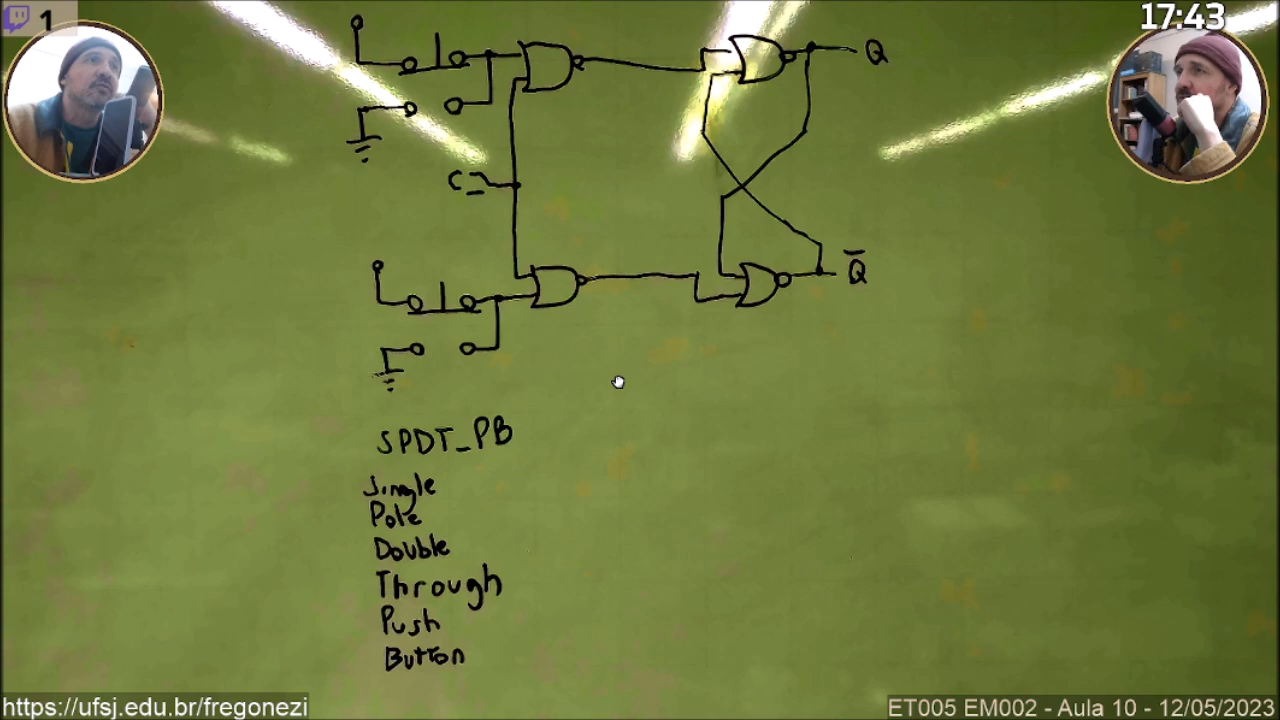 1
17:43
Q
C
Q̅
SPDT_PB
Single
Pole
Double
Through
Push
Button
https://ufsj.edu.br/fregonezi
ET005 EM002 - Aula 10 - 12/05/2023